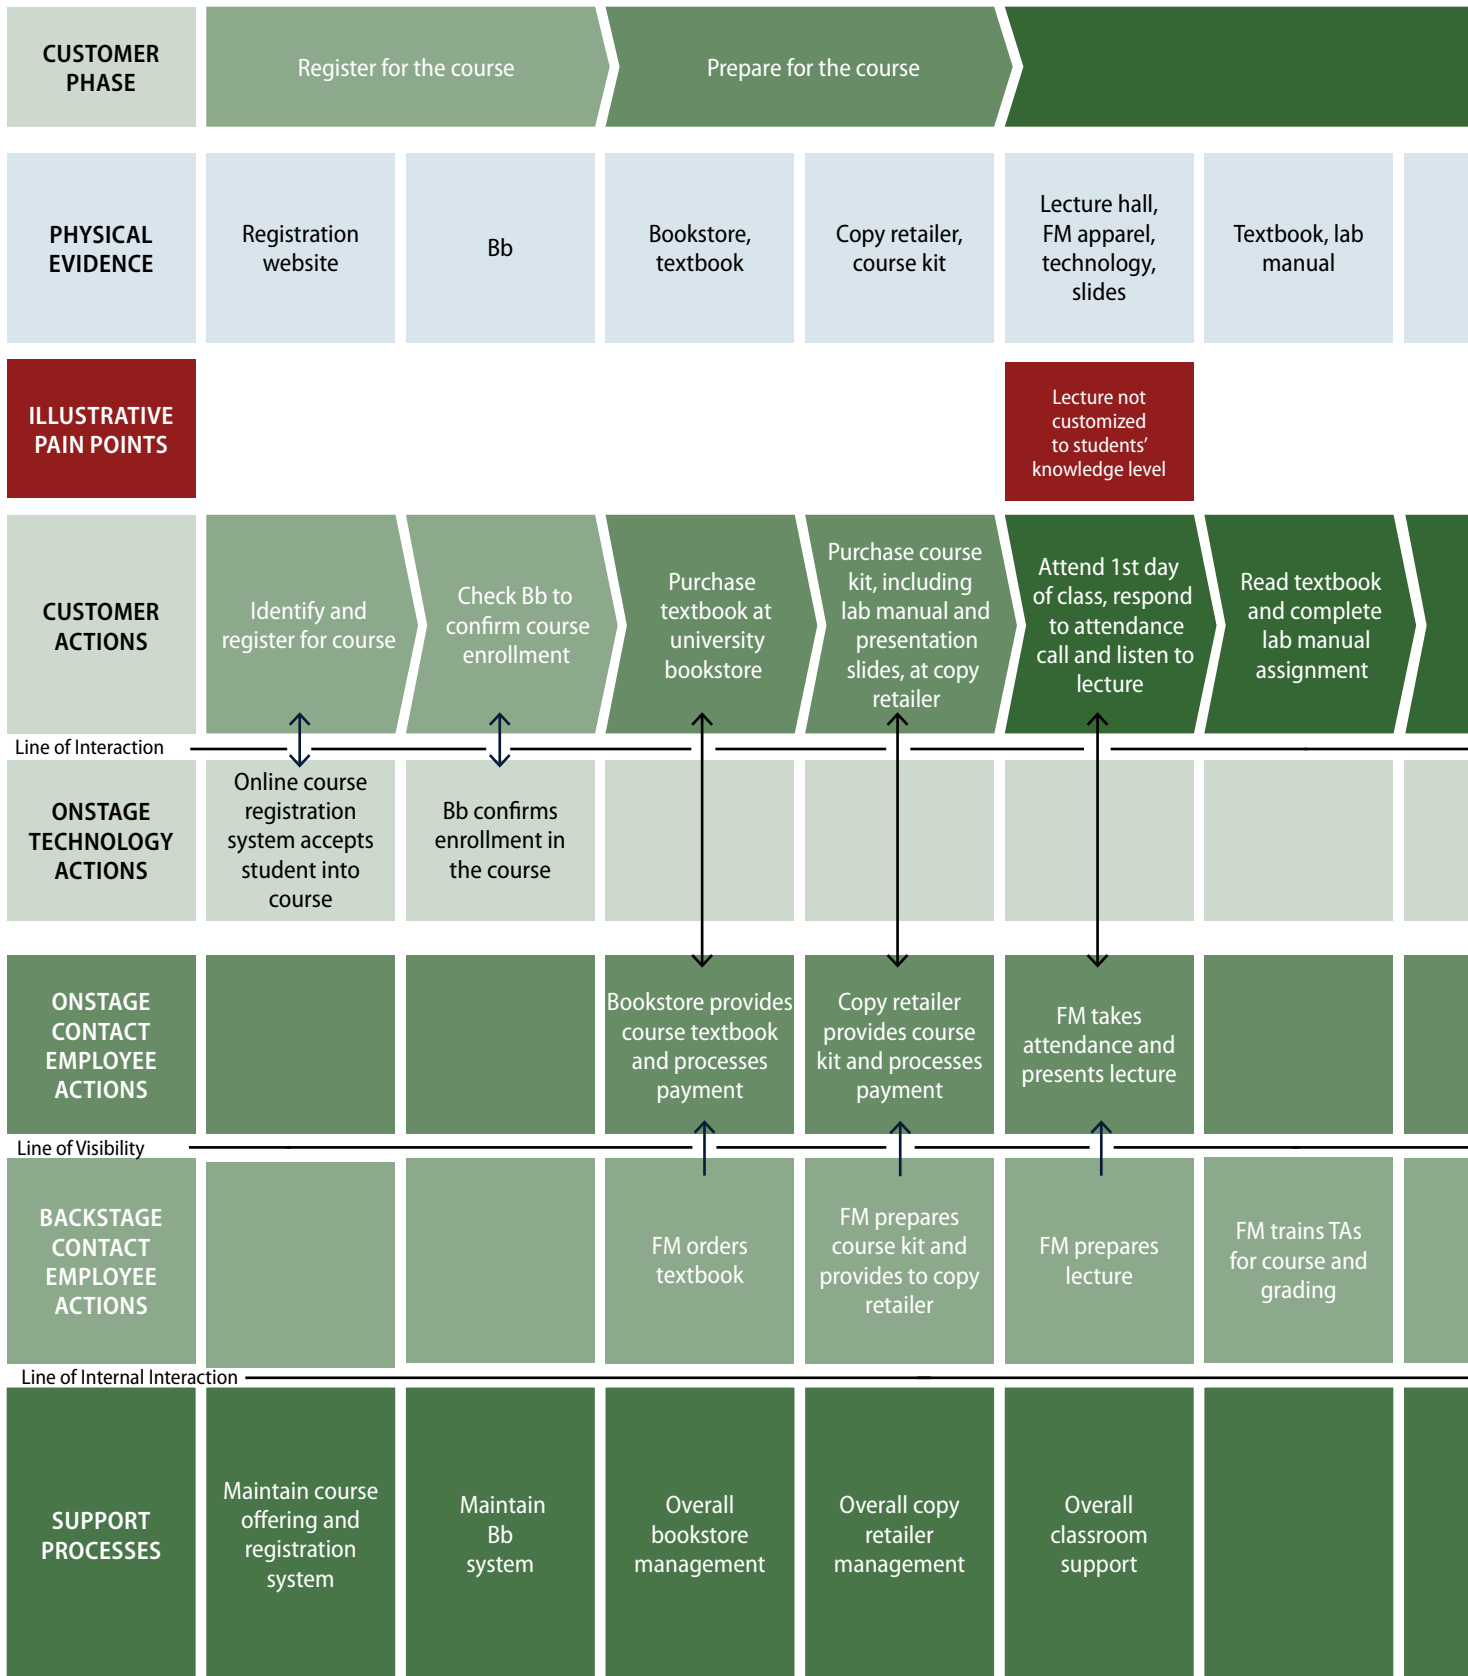 CUSTOMER
PHASE
Register for the course
Prepare for the course
PHYSICAL
EVIDENCE
Registration
website
Bb
Bookstore,
textbook
Copy retailer,
course kit
Lecture hall,
FM apparel,
technology,
slides
Textbook, lab
manual
ILLUSTRATIVE
PAIN POINTS
Lecture not
customized
to students’
knowledge level
CUSTOMER
ACTIONS
Identify and
register for course
Check Bb to
confirm course
enrollment
Purchase
textbook at
university
bookstore
Purchase course
kit, including
lab manual and
presentation
slides, at copy
retailer
Attend 1st day
of class, respond
to attendance
call and listen to
lecture
Read textbook
and complete
lab manual
assignment
Line of Interaction
ONSTAGE
TECHNOLOGY
ACTIONS
Online course
registration
system accepts
student into
course
Bb confirms
enrollment in
the course
ONSTAGE
CONTACT
EMPLOYEE
ACTIONS
Bookstore provides
course textbook
and processes
payment
Copy retailer
provides course
kit and processes
payment
FM takes
attendance and
presents lecture
Line of Visibility
BACKSTAGE
CONTACT
EMPLOYEE
ACTIONS
FM orders
textbook
FM prepares
course kit and
provides to copy
retailer
FM prepares
lecture
FM trains TAs
for course and
grading
Line of Internal Interaction
SUPPORT
PROCESSES
Maintain course
offering and
registration
system
Maintain
Bb
system
Overall
bookstore
management
Overall copy
retailer
management
Overall
classroom
support